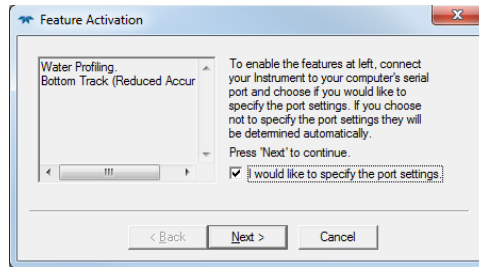 Feature Activation
X
Water Profiling.
Bottom Track (Reduced Accur
To enable the features at left, connect
your Instrument to your computer's serial
port and choose if you would like to
specify the port settings. If you choose
not to specify the port settings they will
be determined automatically.
Press 'Next' to continue.
I would like to specify the port settings.
< Back
Next >
Cancel